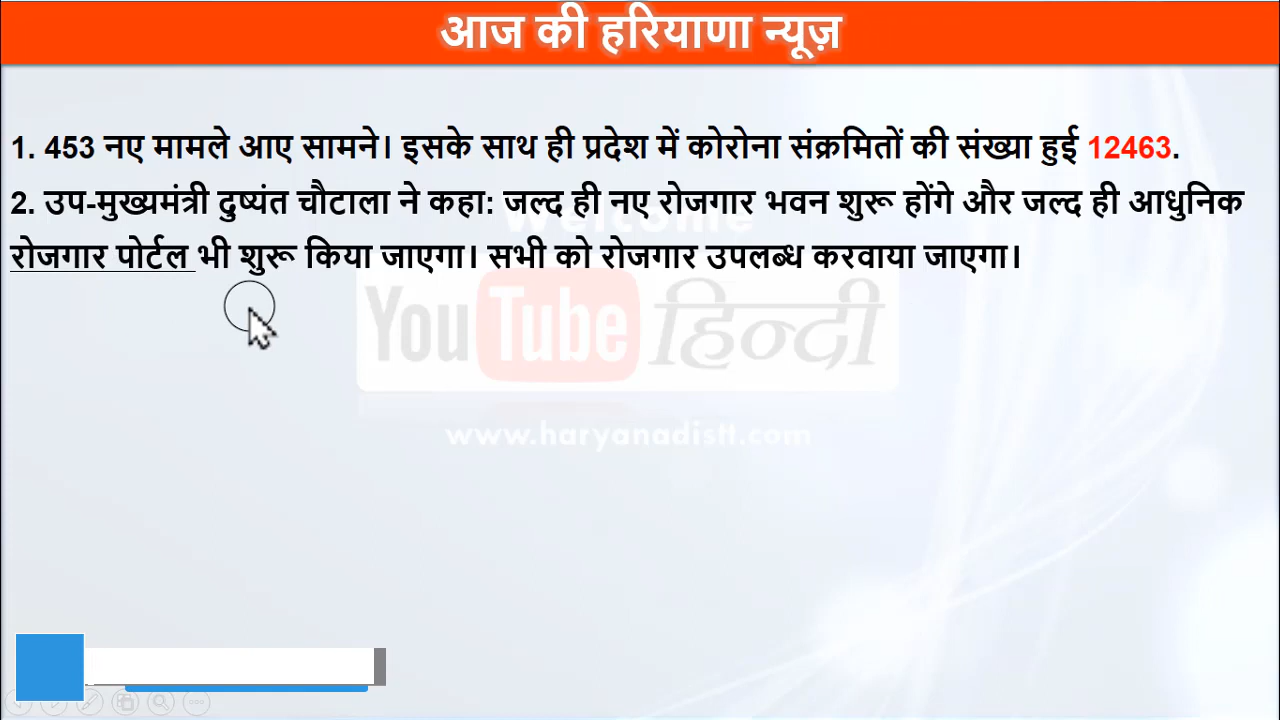 आज की हरियाणा न्यूज़
1. 453 नए मामले आए सामने। इसके साथ ही प्रदेश में कोरोना संक्रमितों की संख्या हुई 12463.
2. उप-मुख्यमंत्री दुष्यंत चौटाला ने कहा: जल्द ही नए रोजगार भवन शुरू होंगे और जल्द ही आधुनिक
रोजगार पोर्टल भी शुरू किया जाएगा। सभी को रोजगार उपलब्ध करवाया जाएगा।
Welcome
YouTube हिन्दी
www.haryanadistt.com